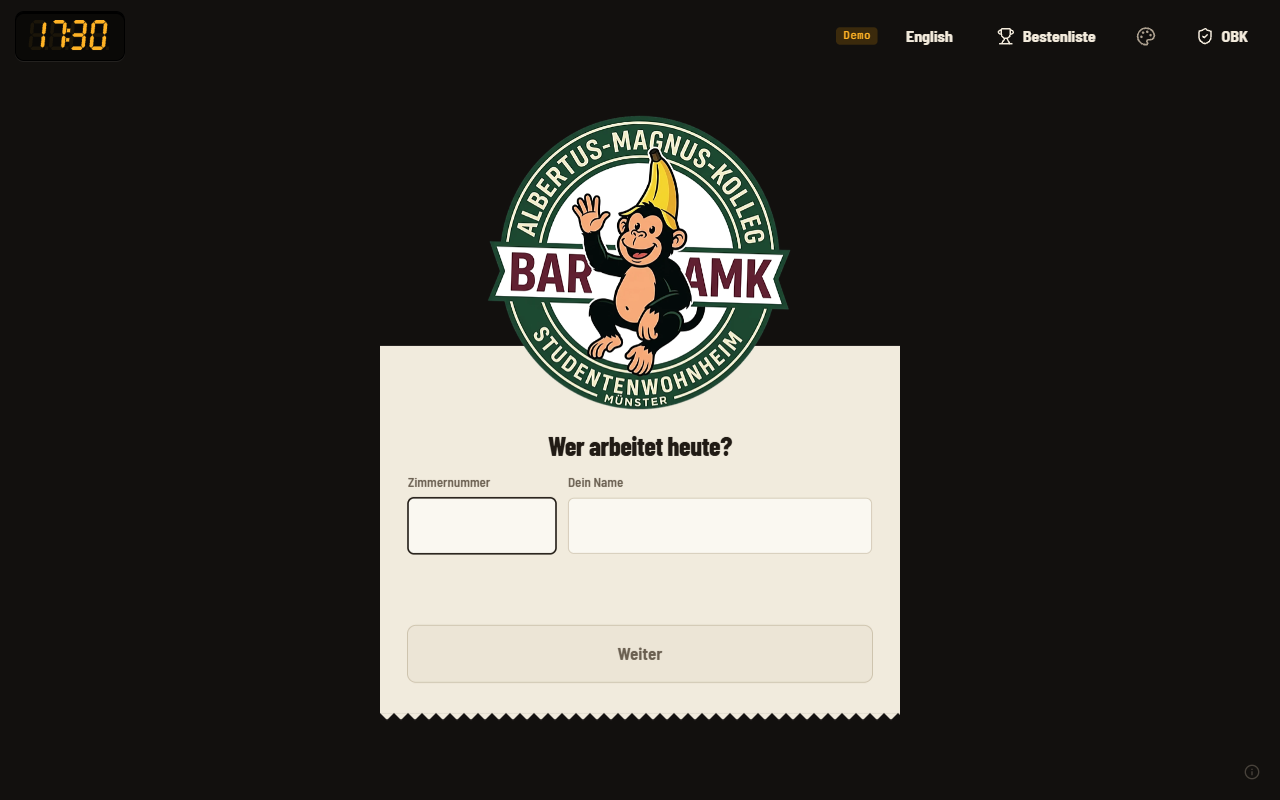 17:30
Demo
English
Bestenliste
OBK
ALBERTUS-MAGNUS-KOLLEG
BAR AMK
STUDENTENWOHNHEIM
MÜNSTER
Wer arbeitet heute?
Zimmernummer
Dein Name
Weiter